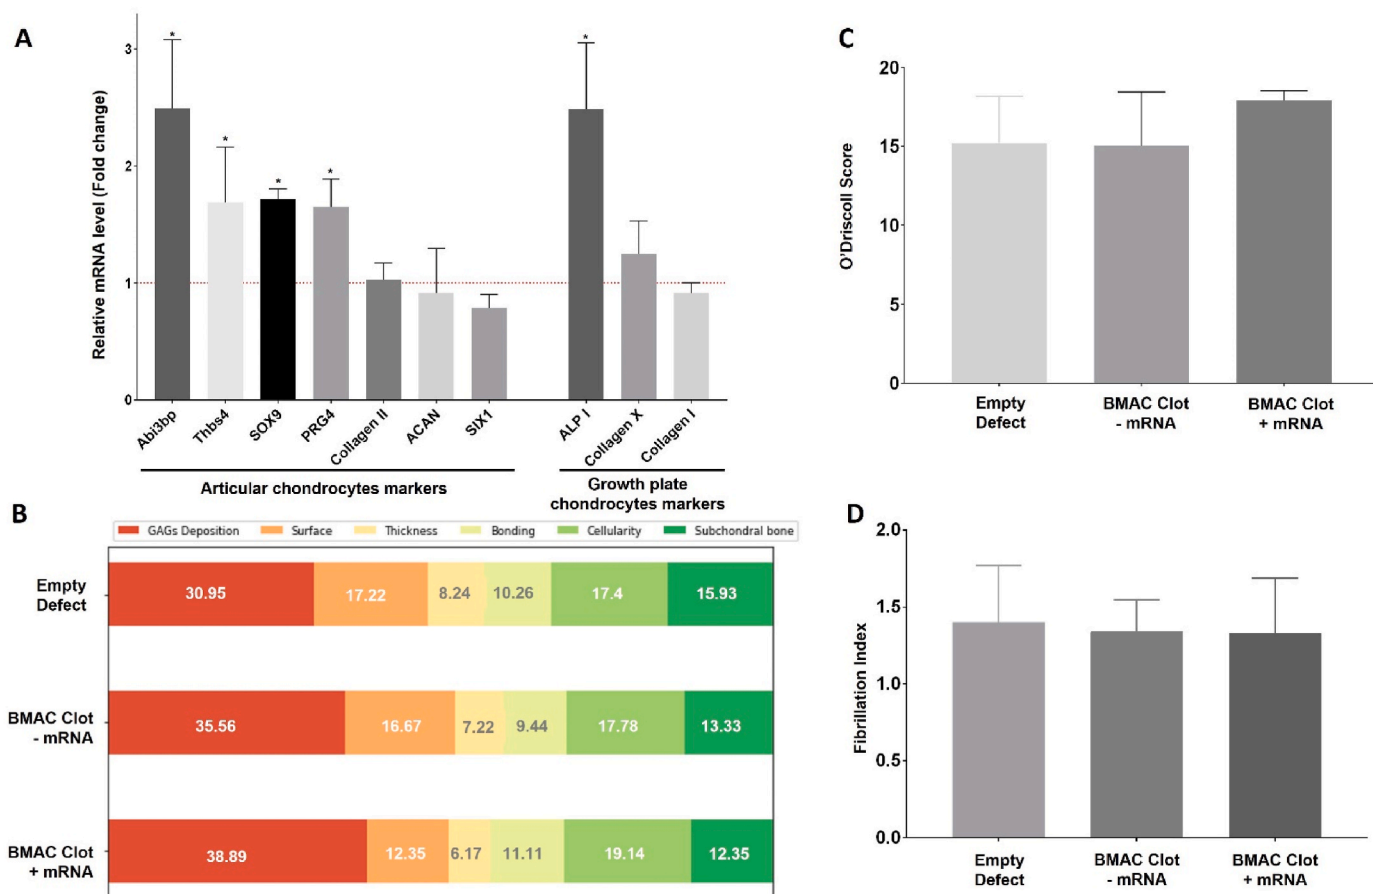 A
Relative mRNA level (Fold change)
3
2
1
0
*
*
*
*
*
Abi3bp
Thbs4
SOX9
PRG4
Collagen II
ACAN
SIX1
ALP I
Collagen X
Collagen I
Articular chondrocytes markers
Growth plate
chondrocytes markers
B
GAGs Deposition
Surface
Thickness
Bonding
Cellularity
Subchondral bone
Empty
Defect
30.95
17.22
8.24
10.26
17.4
15.93
BMAC Clot
- mRNA
35.56
16.67
7.22
9.44
17.78
13.33
BMAC Clot
+ mRNA
38.89
12.35
6.17
11.11
19.14
12.35
C
O'Driscoll Score
20
15
10
5
0
Empty
Defect
BMAC Clot
- mRNA
BMAC Clot
+ mRNA
D
Fibrillation Index
2.0
1.5
1.0
0.5
0.0
Empty
Defect
BMAC Clot
- mRNA
BMAC Clot
+ mRNA